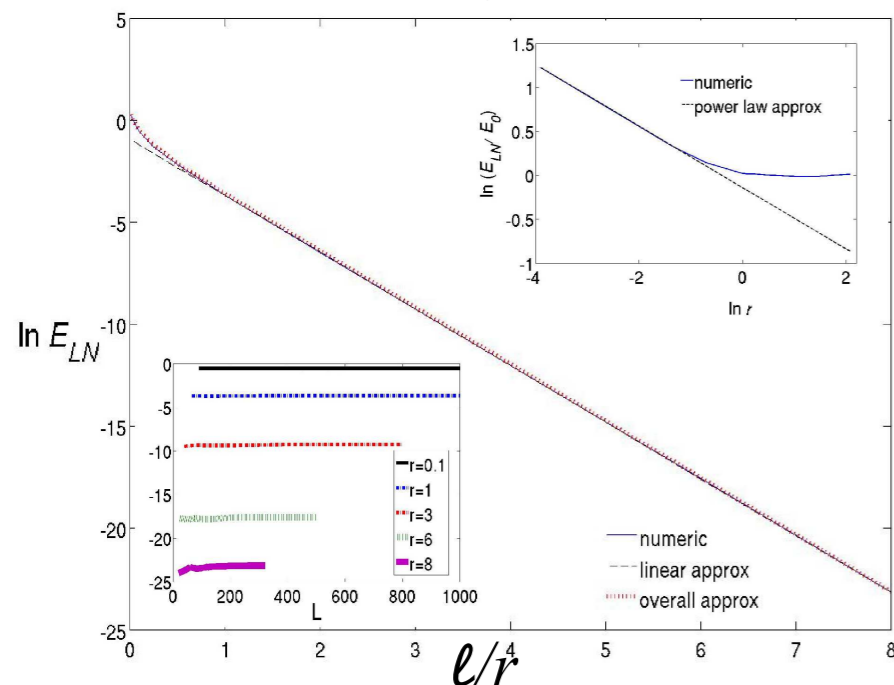 5
0
-5
-10
-15
-20
-25
ln E_LN
0 1 2 3 4 5 6 7 8
ℓ/r
numeric
linear approx
overall approx
1.5
1
0.5
0
-0.5
-1
ln (E_LN/ E_0)
-4 -2 0 2
ln r
numeric
power law approx
0
-5
-10
-15
-20
-25
0 200 400 600 800 1000
L
r=0.1
r=1
r=3
r=6
r=8